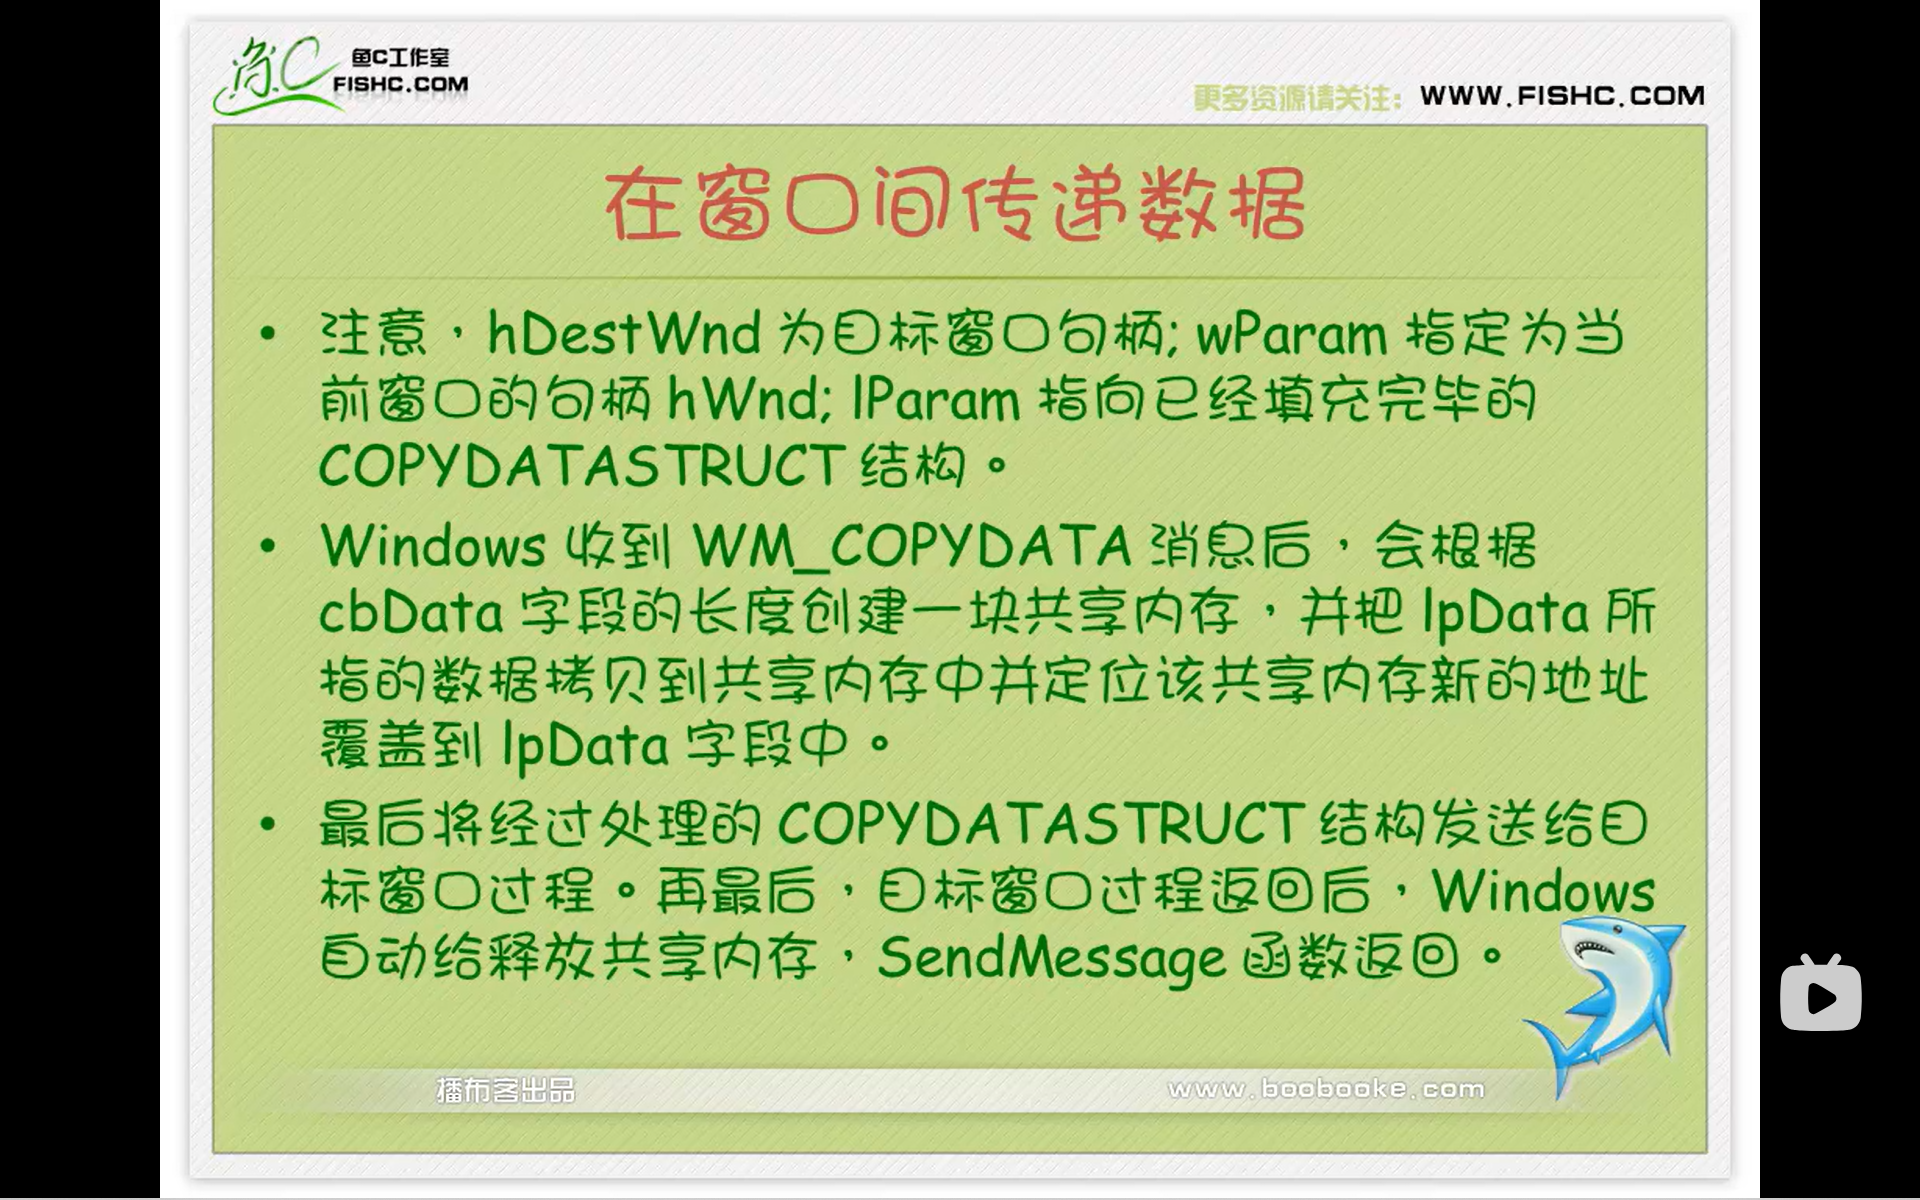 鱼C工作室
FISHC.COM
更多资源请关注： WWW.FISHC.COM
在窗口间传递数据
• 注意，hDestWnd 为目标窗口句柄; wParam 指定为当
前窗口的句柄 hWnd; lParam 指向已经填充完毕的
COPYDATASTRUCT 结构。
• Windows 收到 WM_COPYDATA 消息后，会根据
cbData 字段的长度创建一块共享内存，并把 lpData 所
指的数据拷贝到共享内存中并定位该共享内存新的地址
覆盖到 lpData 字段中。
• 最后将经过处理的 COPYDATASTRUCT 结构发送给目
标窗口过程。再最后，目标窗口过程返回后，Windows
自动给释放共享内存，SendMessage 函数返回。
播布客出品
www.boobooke.com